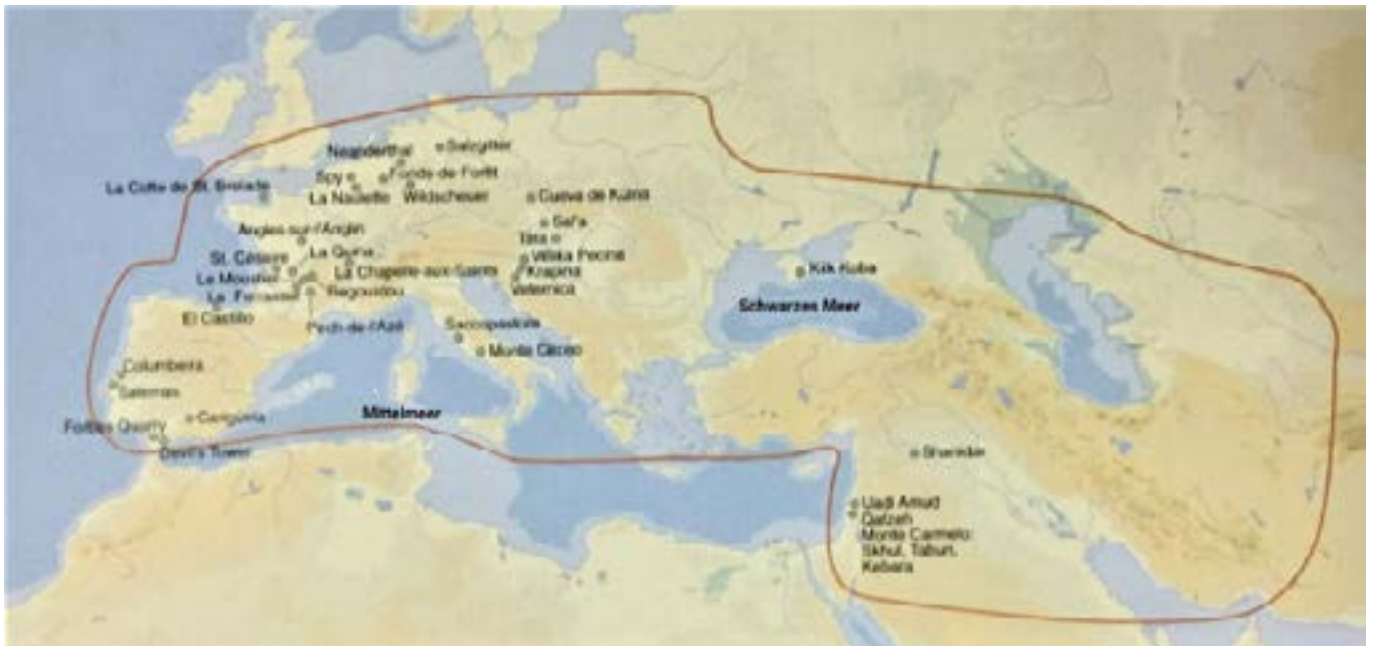 Neanderthal
Salzgitter
Spy
Fonds-de-Forêt
La Cotte de St. Brelade
La Naulette
Wildscheuer
Cueva de Kulna
Angles-sur-l'Anglin
Sal'a
Tata
St. Césaire
La Quina
Velika Pecina
Le Moustier
La Chapelle-aux-Saints
Krapina
Kiik Koba
La Ferrassie
Regourdou
Veternica
Schwarzes Meer
El Castillo
Pech-de-l'Azé
Saccopastore
Monte Circeo
Columbeira
Salemas
Mittelmeer
Carigüela
Forbes Quarry
Devil's Tower
Shanidar
Uadi Amud
Qafzeh
Monte Carmelo:
Skhul, Tabun,
Kebara